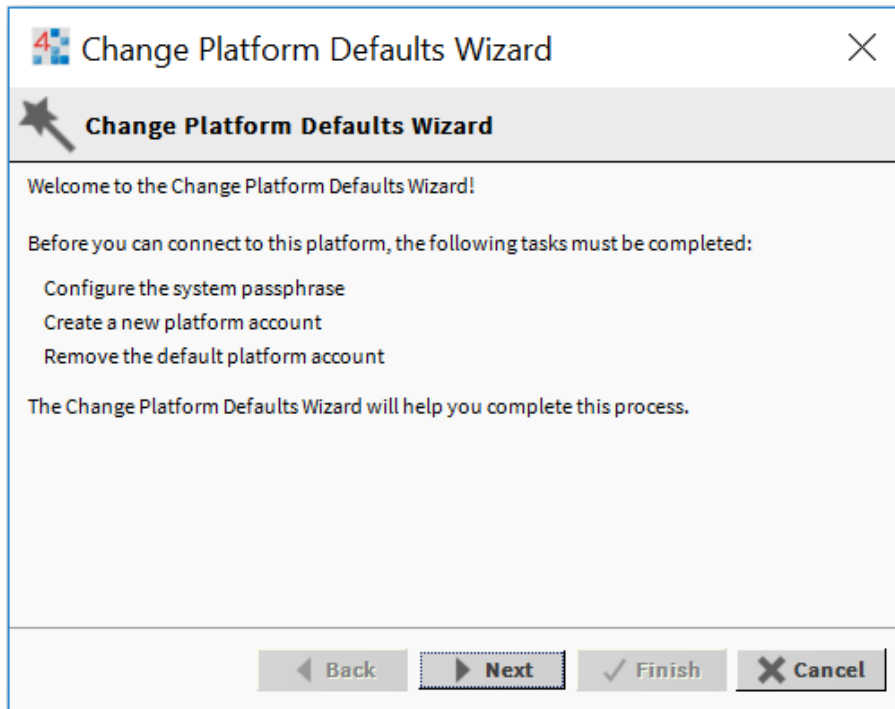 4
Change Platform Defaults Wizard
Change Platform Defaults Wizard
Welcome to the Change Platform Defaults Wizard!
Before you can connect to this platform, the following tasks must be completed:
Configure the system passphrase
Create a new platform account
Remove the default platform account
The Change Platform Defaults Wizard will help you complete this process.
Back Next Finish Cancel